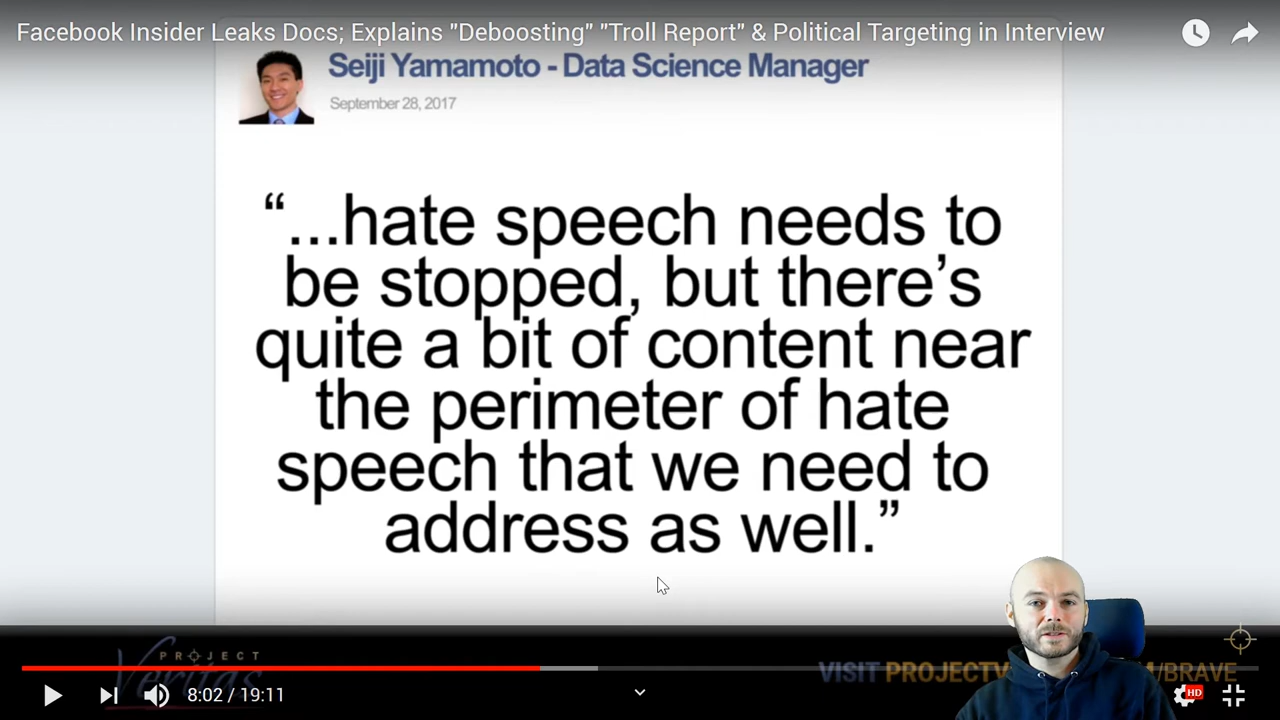 Facebook Insider Leaks Docs; Explains "Deboosting" "Troll Report" & Political Targeting in Interview
Seiji Yamamoto - Data Science Manager
September 28, 2017
“...hate speech needs to
be stopped, but there’s
quite a bit of content near
the perimeter of hate
speech that we need to
address as well.”
PROJECT
Veritas
VISIT PROJECTV
M/BRAVE
8:02 / 19:11
HD